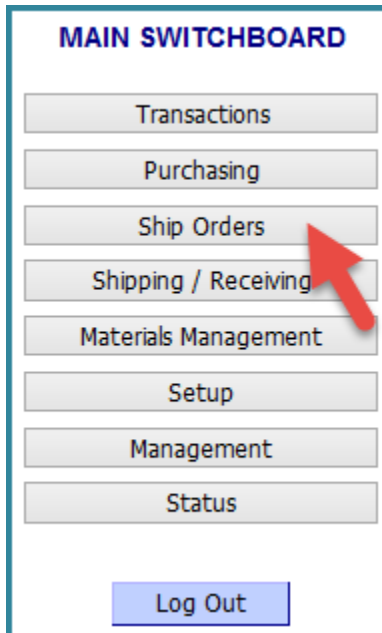 MAIN SWITCHBOARD
Transactions
Purchasing
Ship Orders
Shipping / Receiving
Materials Management
Setup
Management
Status
Log Out